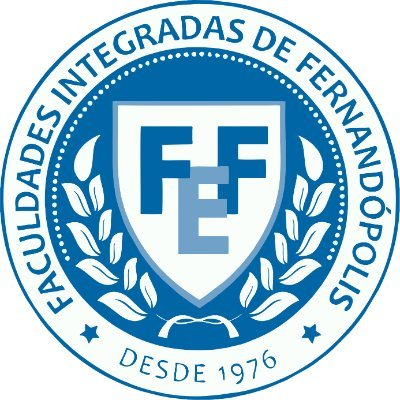 FACULDADES INTEGRADAS DE FERNANDÓPOLIS
FEF
DESDE 1976